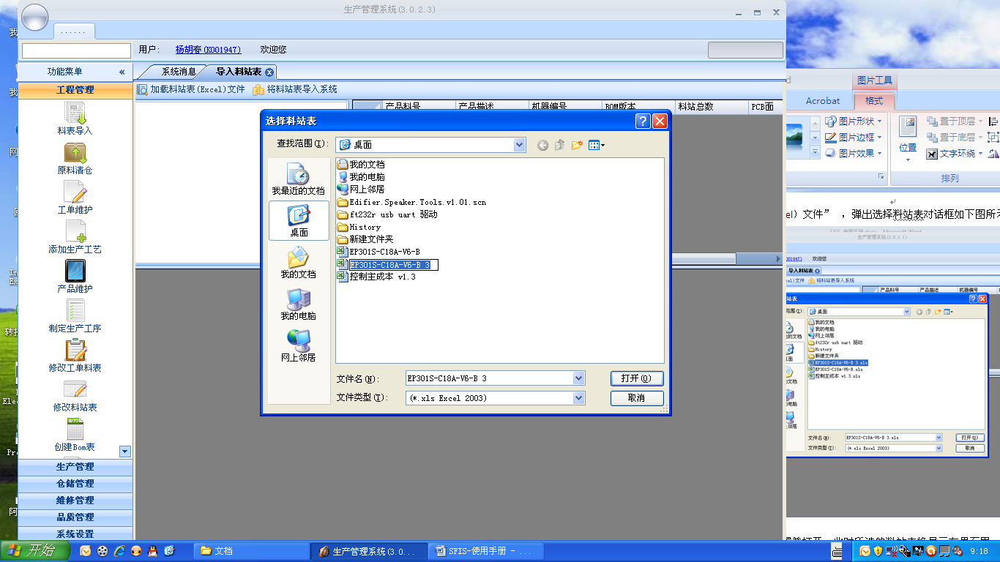 生产管理系统(3.0.2.3)
......
用户： 杨胡春(K001947) 欢迎您
功能菜单 «
系统消息 导入料站表
工程管理
加载料站表(Excel)文件 将料站表导入系统
产品料号 产品描述 机器编号 BOM版本 料站总数 PCB面
料表导入
原料清仓
工单维护
添加生产工艺
产品维护
制定生产工序
修改工单料表
修改料站表
AUTO
创建Bom表
生产管理
仓储管理
维修管理
品质管理
系统设置
选择料站表
查找范围(I)： 桌面
我最近的文档
桌面
我的文档
我的电脑
网上邻居
我的文档
我的电脑
网上邻居
Edifier.Speaker.Tools.v1.01.scn
ft232r usb uart 驱动
History
新建文件夹
EP301S-C18A-V6-B
EP301S-C18A-V6-B 3
控制主成本 v1.3
文件名(N)： EP301S-C18A-V6-B 3 打开(O)
文件类型(T)： (*.xls Excel 2003) 取消
图片工具
Acrobat 格式
图片形状
图片边框
图片效果
位置
置于顶层
置于底层
文字环绕
排列
el）文件” ，弹出选择料站表对话框如下图所
生产管理系统(3.0.2.1)
001947) 欢迎您
导入料站表
el)文件 将料站表导入系统
产品料号 产品描述 机器编号
站表
范围(I)： 桌面
我的文档
我的电脑
网上邻居
ft232r usb uart 驱动
History
新建文件夹
EP301S-C18A-V6-B 3.xls
EP301S-C18A-V6-B.xls
控制主成本 v1.3.xls
文件名(N)： EP301S-C18A-V6-B 3.xls 打开(O)
文件类型(T)： (*.xls Excel 2003) 取消
开始 文档 生产管理系统(3.0... SFIS-使用手册 - ... 9:18